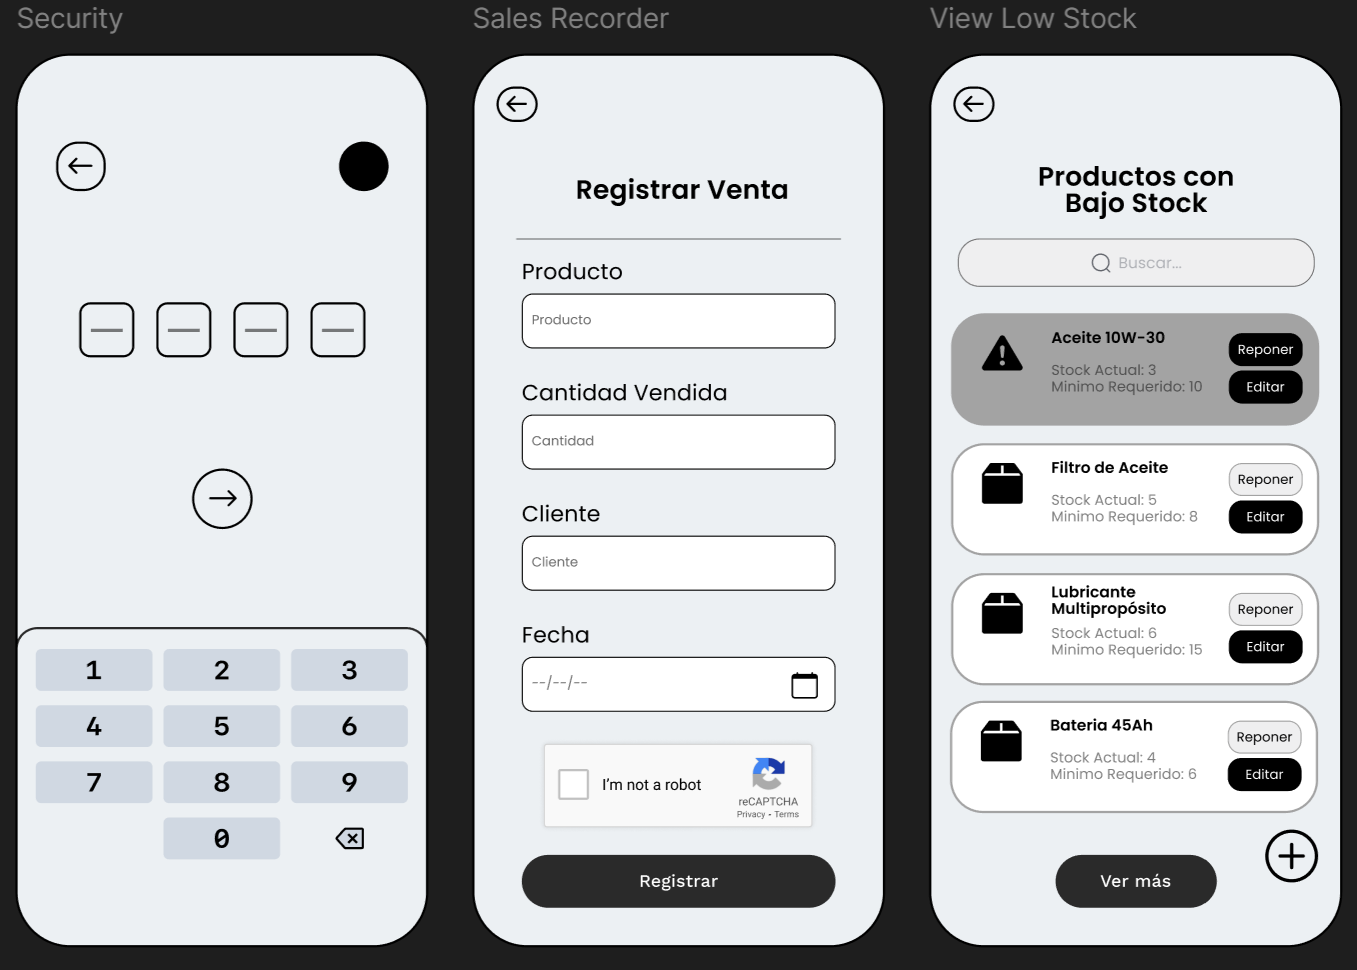 Security
1 2 3
4 5 6
7 8 9
0
Sales Recorder
Registrar Venta
Producto
Producto
Cantidad Vendida
Cantidad
Cliente
Cliente
Fecha
--/--/--
I'm not a robot
reCAPTCHA
Privacy - Terms
Registrar
View Low Stock
Productos con
Bajo Stock
Buscar...
Aceite 10W-30
Stock Actual: 3
Minimo Requerido: 10
Reponer
Editar
Filtro de Aceite
Stock Actual: 5
Minimo Requerido: 8
Reponer
Editar
Lubricante
Multipropósito
Stock Actual: 6
Minimo Requerido: 15
Reponer
Editar
Bateria 45Ah
Stock Actual: 4
Minimo Requerido: 6
Reponer
Editar
Ver más